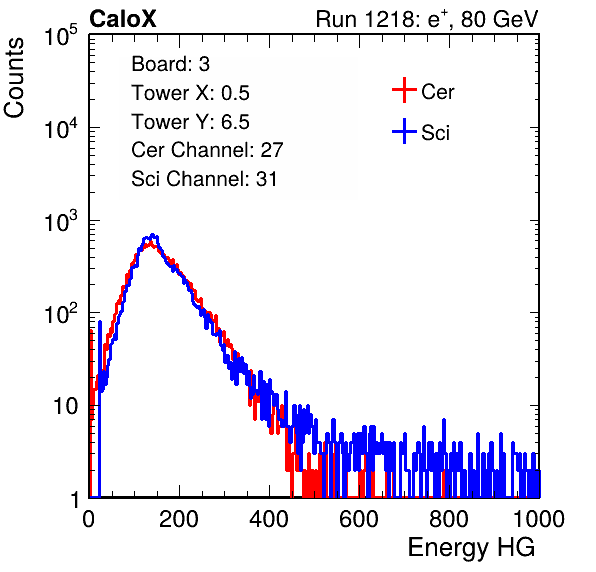 CaloX Run 1218: e⁺, 80 GeV
Counts
Board: 3
Tower X: 0.5
Tower Y: 6.5
Cer Channel: 27
Sci Channel: 31
Cer
Sci
10⁵
10⁴
10³
10²
10
1
0 200 400 600 800 1000
Energy HG